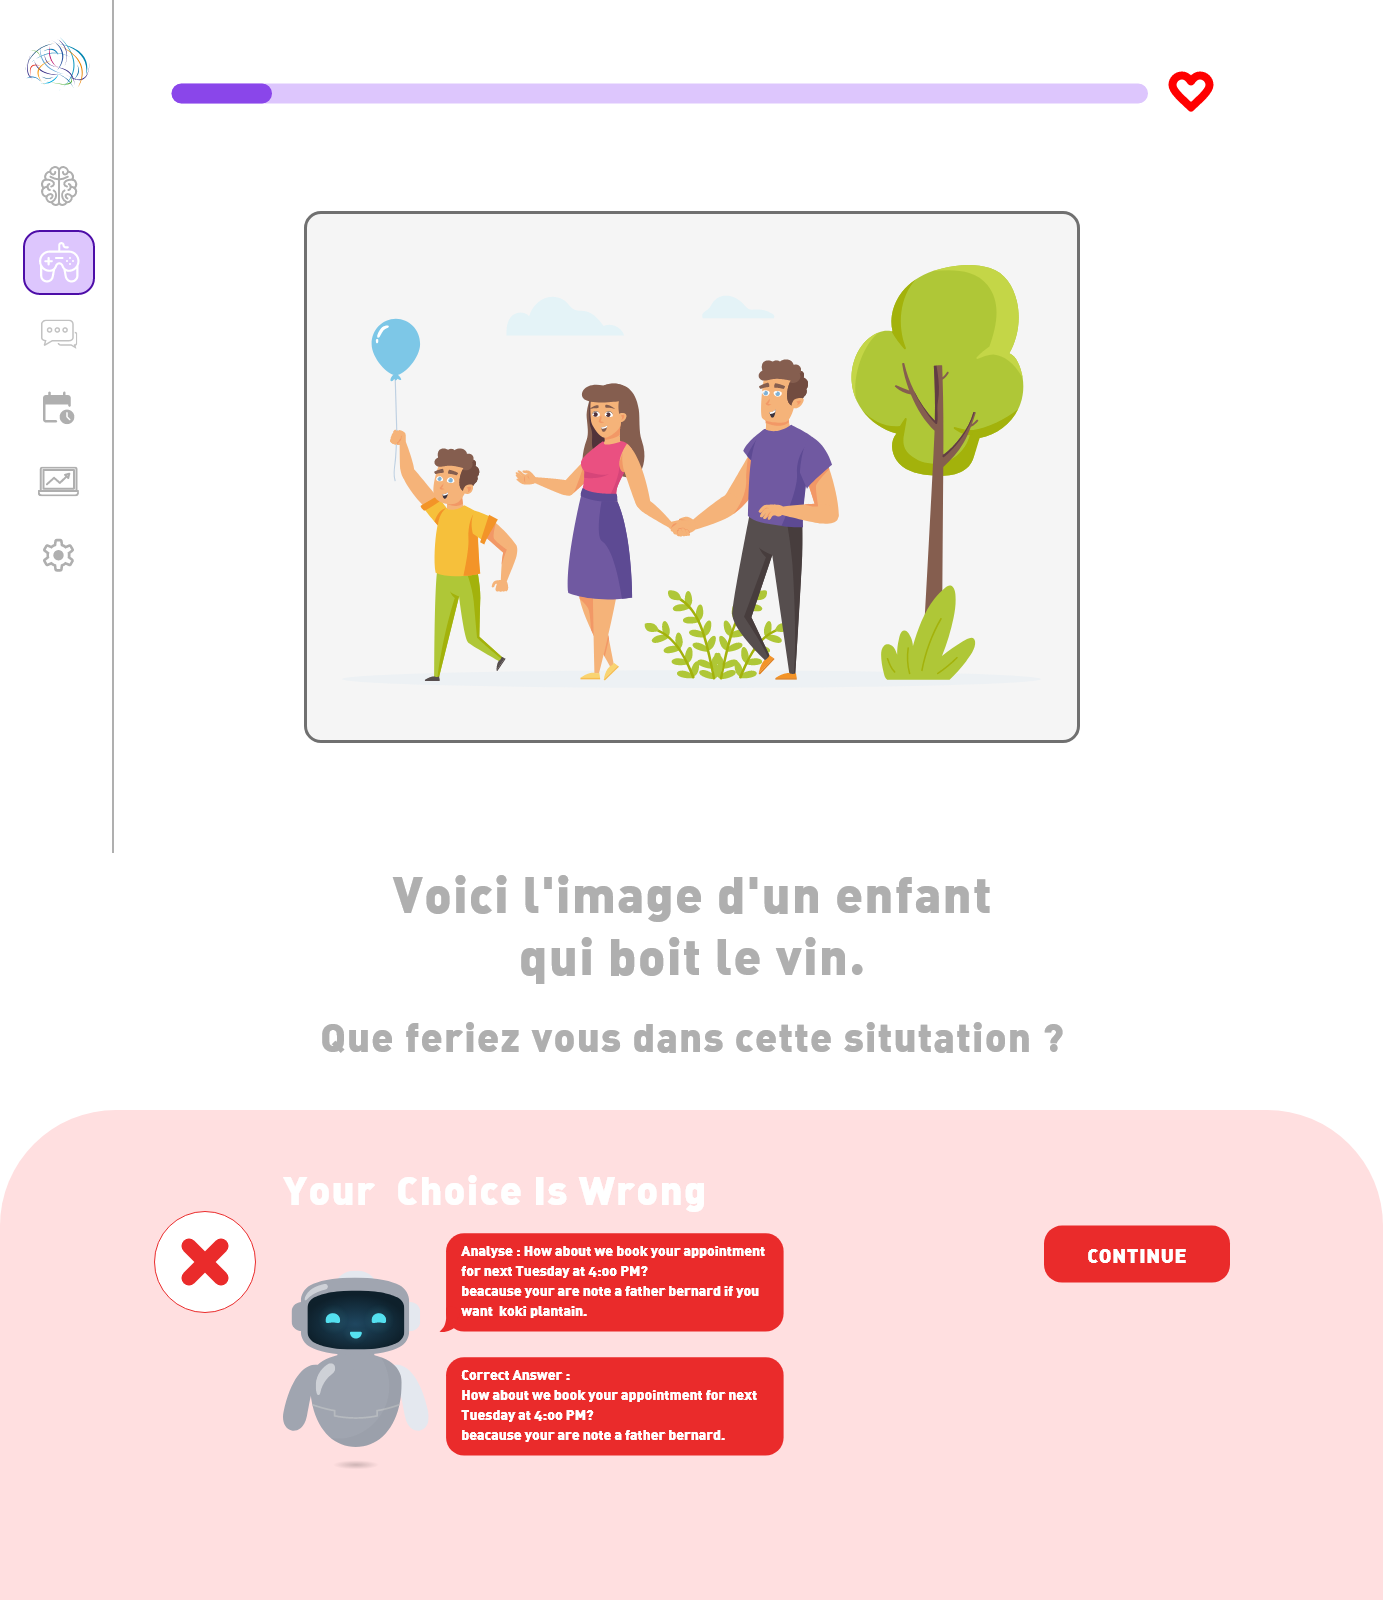 Voici l'image d'un enfant
qui boit le vin.
Que feriez vous dans cette situtation ?
Your Choice Is Wrong
Analyse : How about we book your appointment
for next Tuesday at 4:00 PM?
beacause your are note a father bernard if you
want koki plantain.
CONTINUE
Correct Answer :
How about we book your appointment for next
Tuesday at 4:00 PM?
beacause your are note a father bernard.